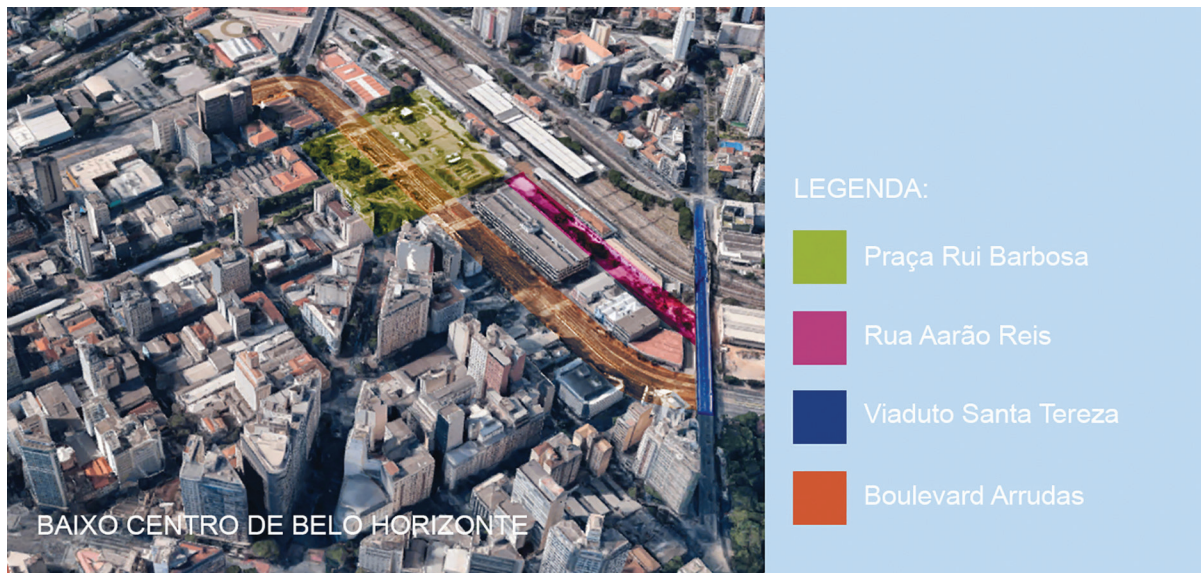 LEGENDA:
Praça Rui Barbosa
Rua Aarão Reis
Viaduto Santa Tereza
Boulevard Arrudas
BAIXO CENTRO DE BELO HORIZONTE